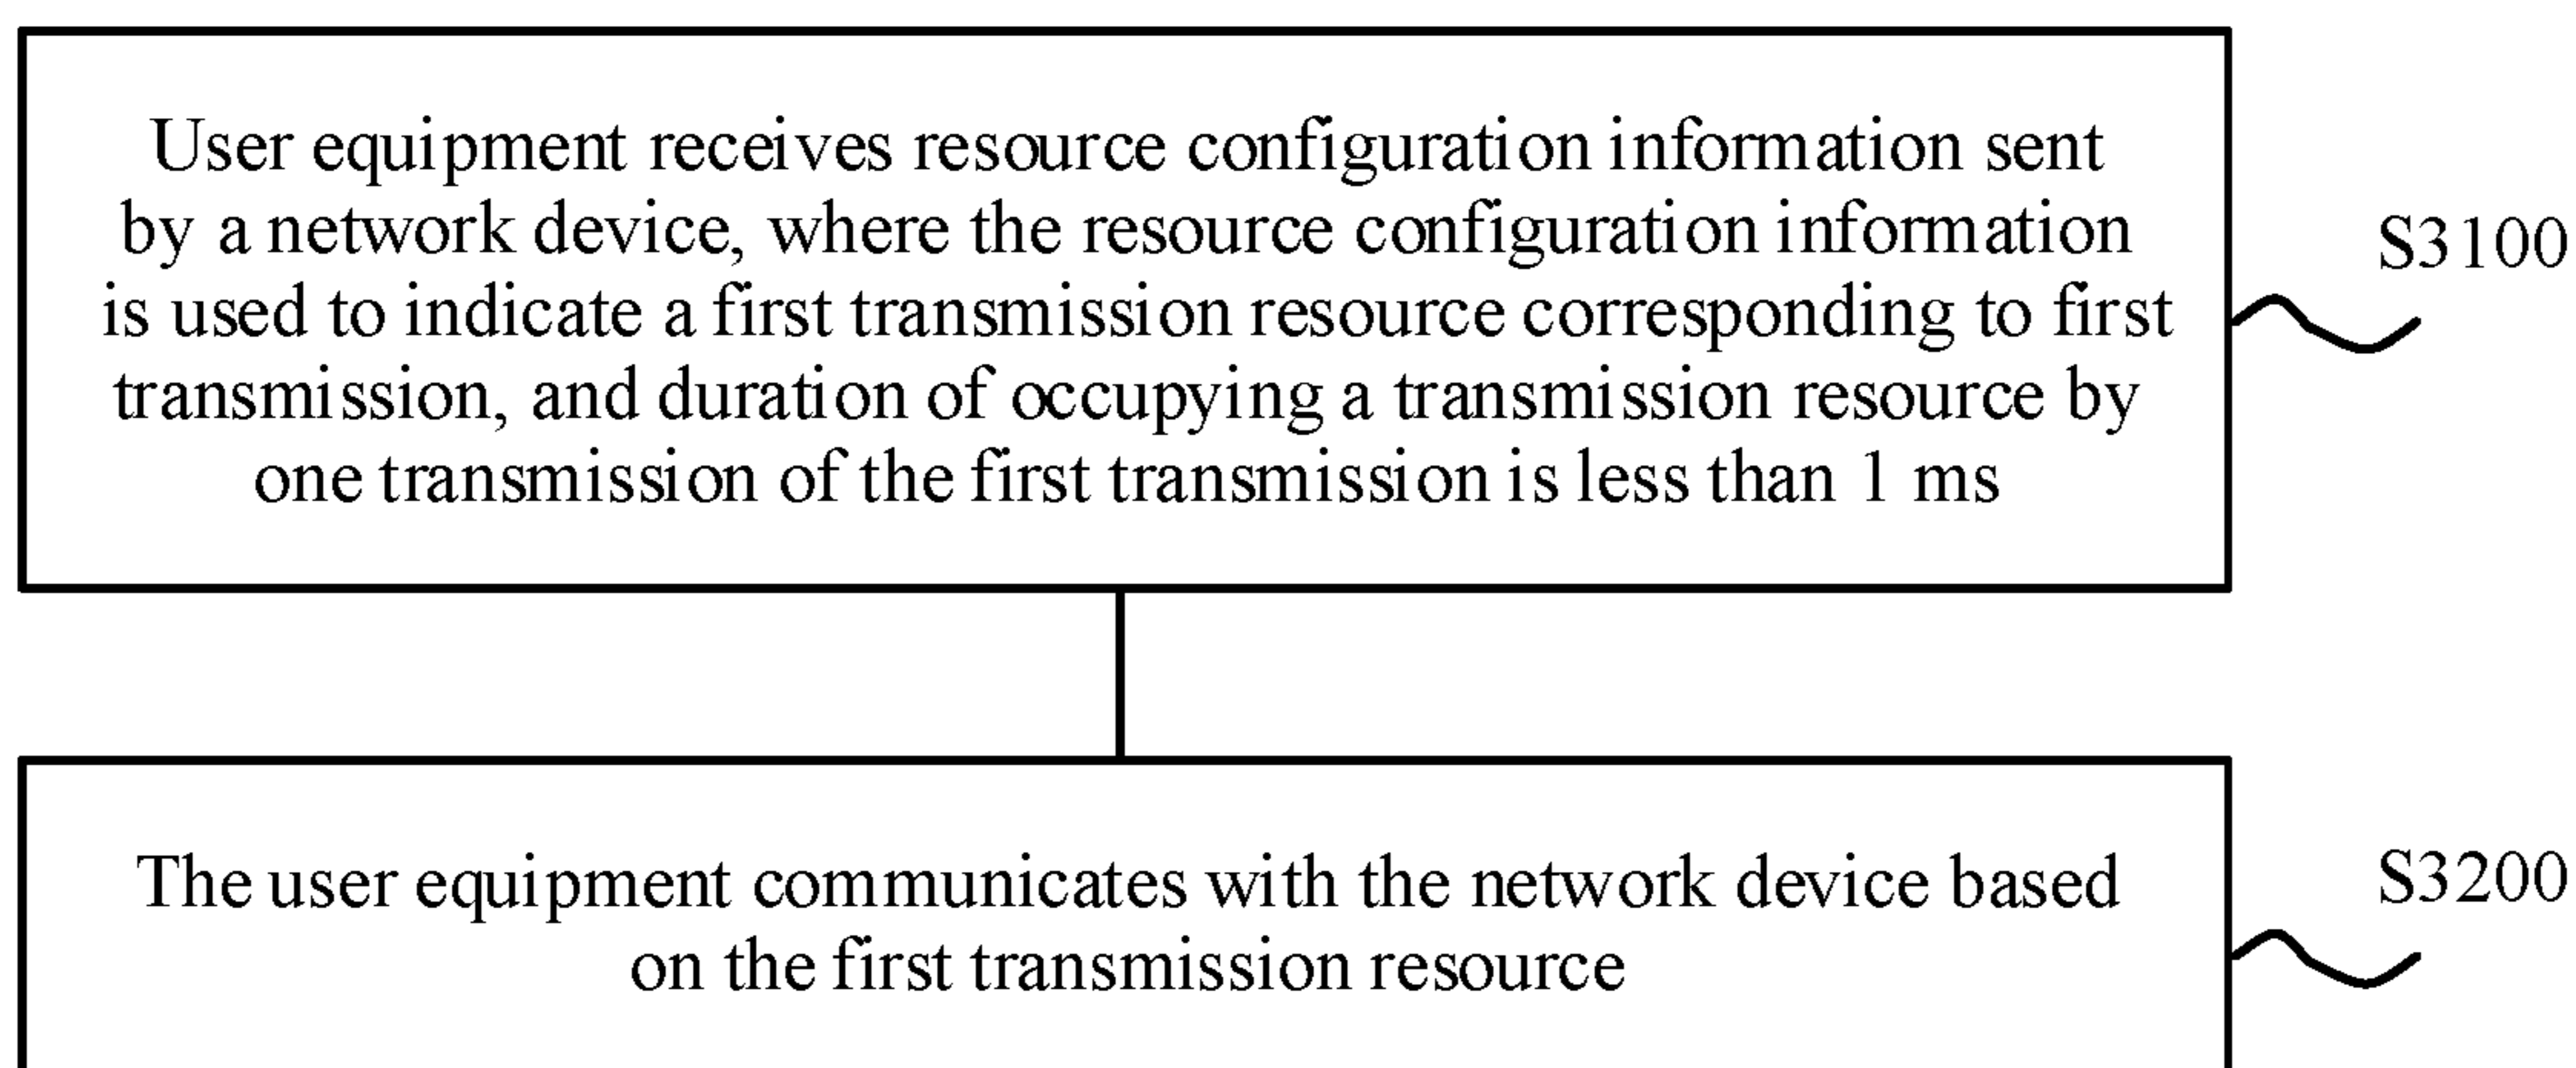 User equipment receives resource configuration information sent
by a network device, where the resource configuration information
is used to indicate a first transmission resource corresponding to first
transmission, and duration of occupying a transmission resource by
one transmission of the first transmission is less than 1 ms
S3100
The user equipment communicates with the network device based
on the first transmission resource
S3200